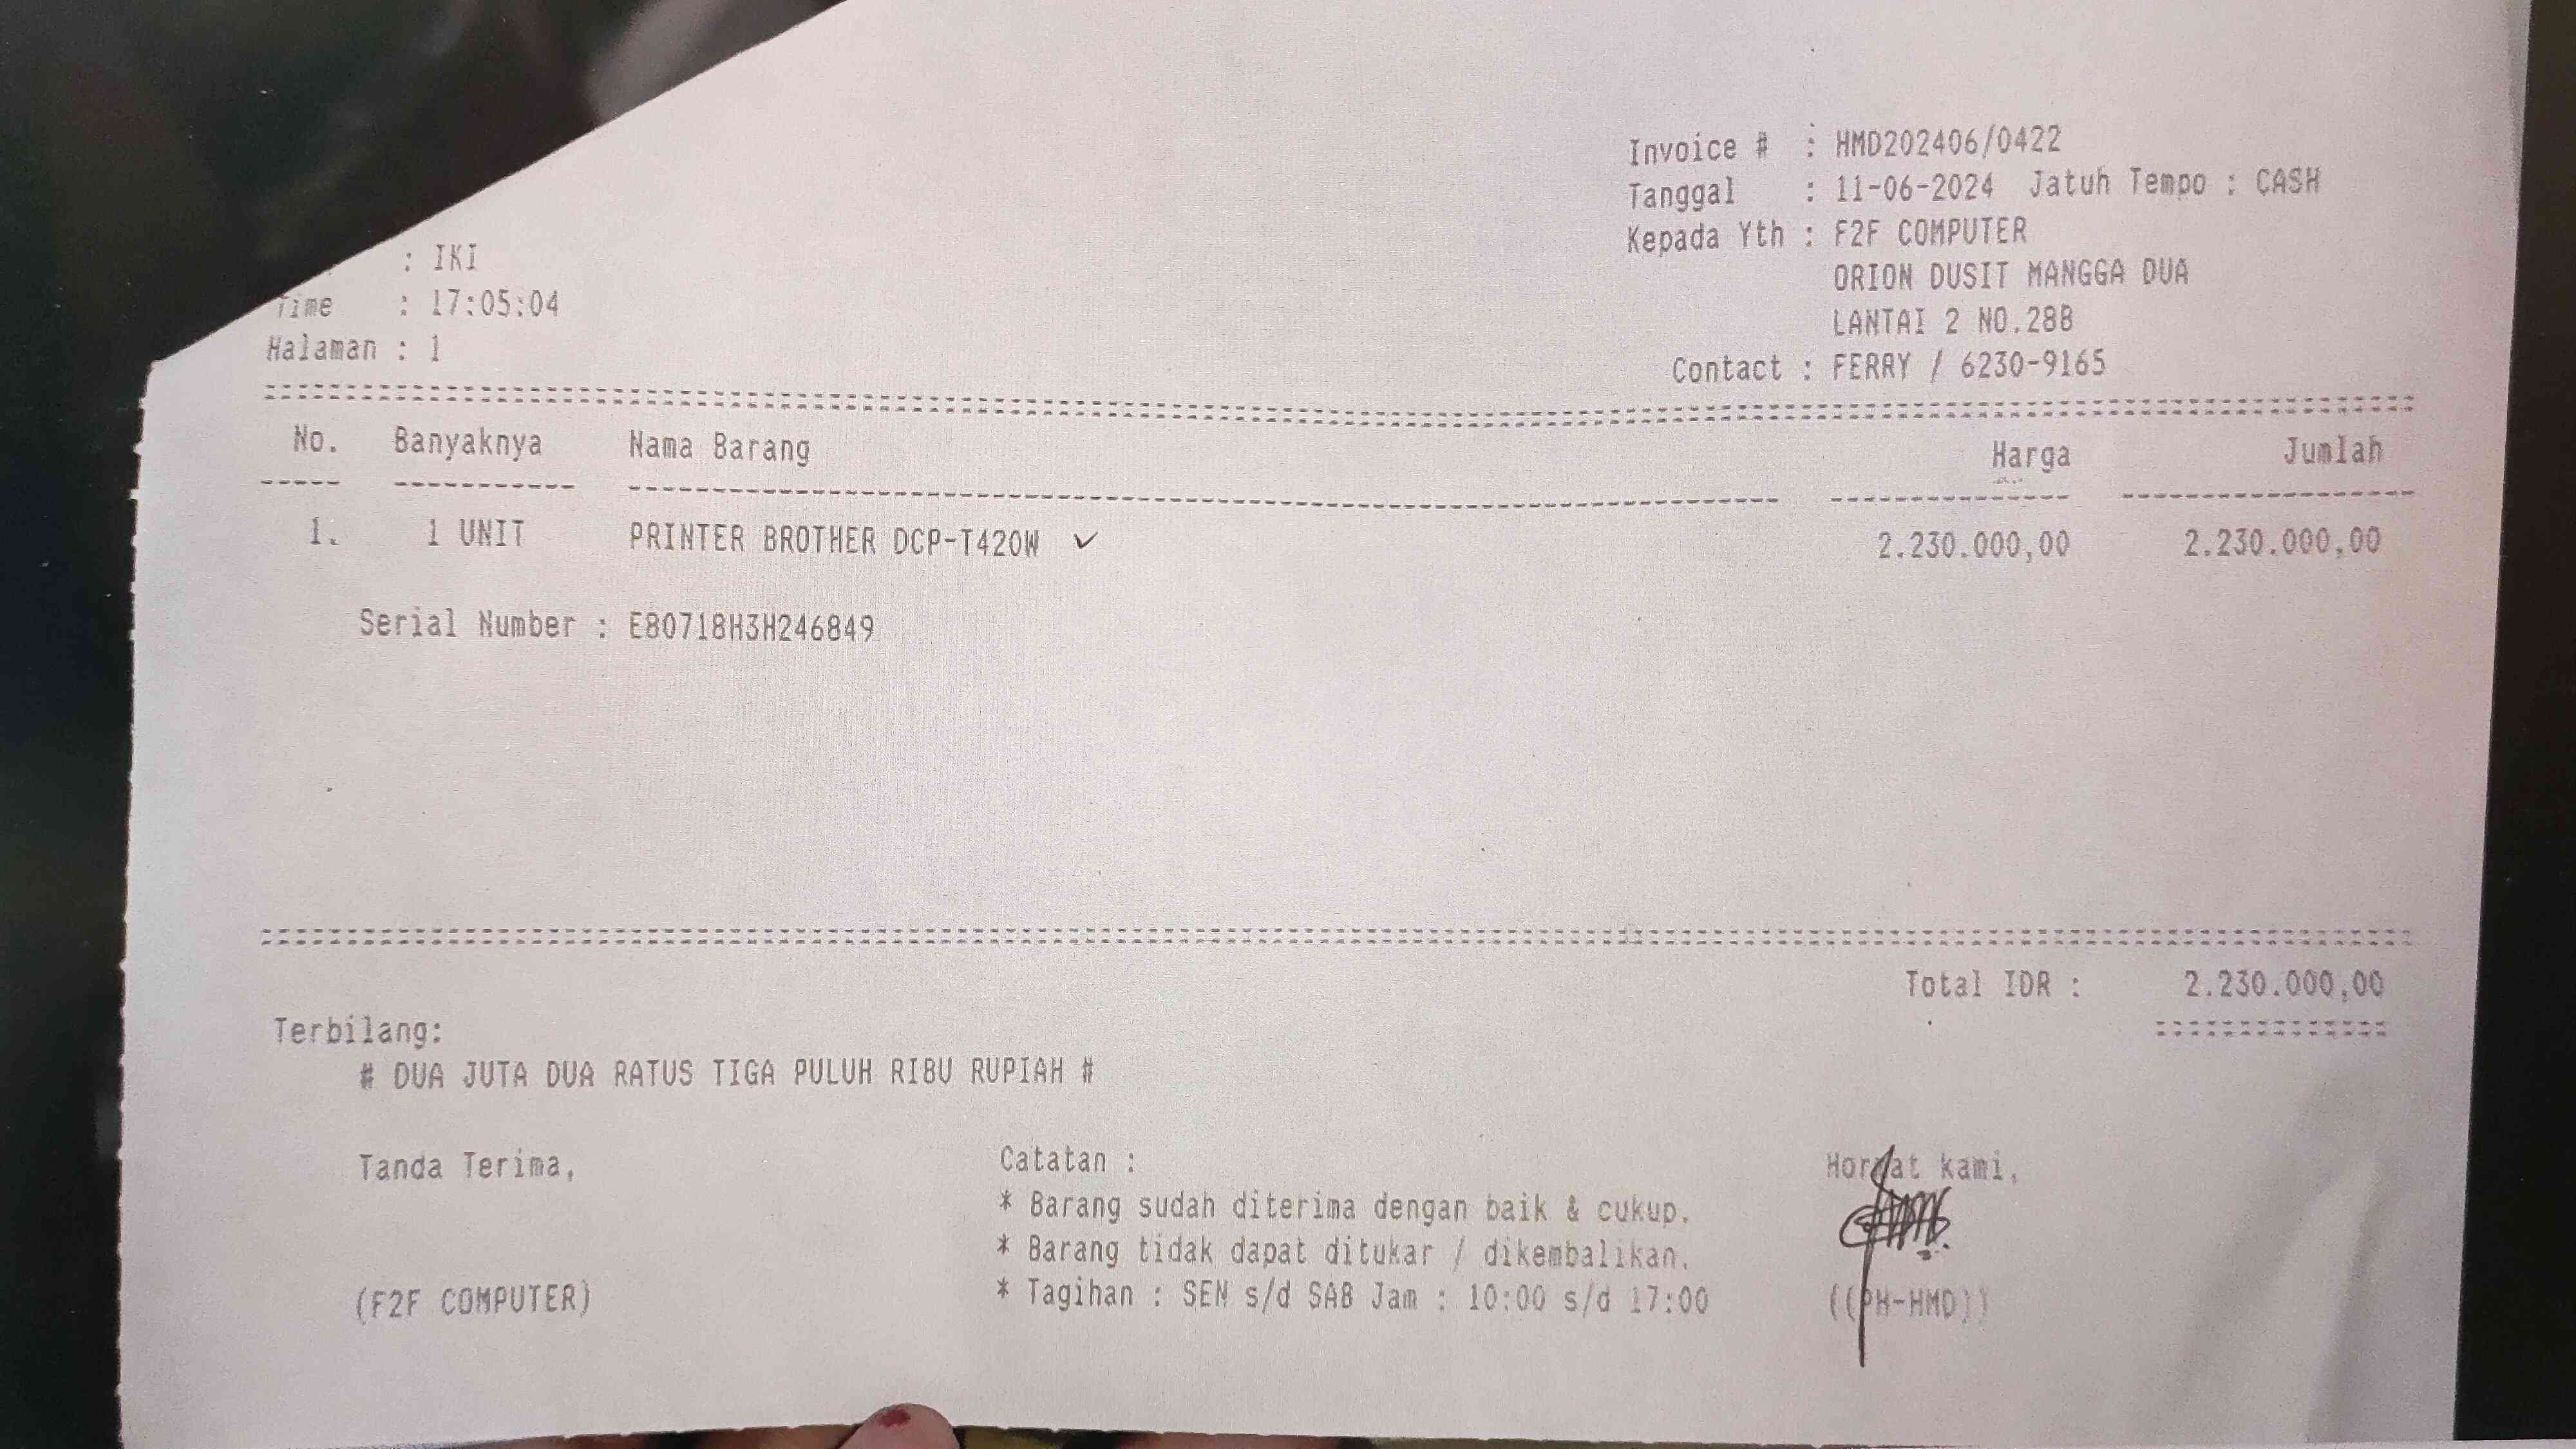 Invoice # : HMD202406/0422
Tanggal : 11-06-2024 Jatuh Tempo : CASH
Kepada Yth : F2F COMPUTER
ORION DUSIT MANGGA DUA
LANTAI 2 NO.288
Contact : FERRY / 6230-9165
: IKI
Time : 17:05:04
Halaman : 1
No. Banyaknya Nama Barang Harga Jumlah
1. 1 UNIT PRINTER BROTHER DCP-T420W ✓ 2.230.000,00 2.230.000,00
Serial Number : E80718H3H246849
Total IDR : 2.230.000,00
Terbilang:
# DUA JUTA DUA RATUS TIGA PULUH RIBU RUPIAH #
Tanda Terima,
(F2F COMPUTER)
Catatan :
* Barang sudah diterima dengan baik & cukup.
* Barang tidak dapat ditukar / dikembalikan.
* Tagihan : SEN s/d SAB Jam : 10:00 s/d 17:00
Hormat kami,
((PH-HMD))